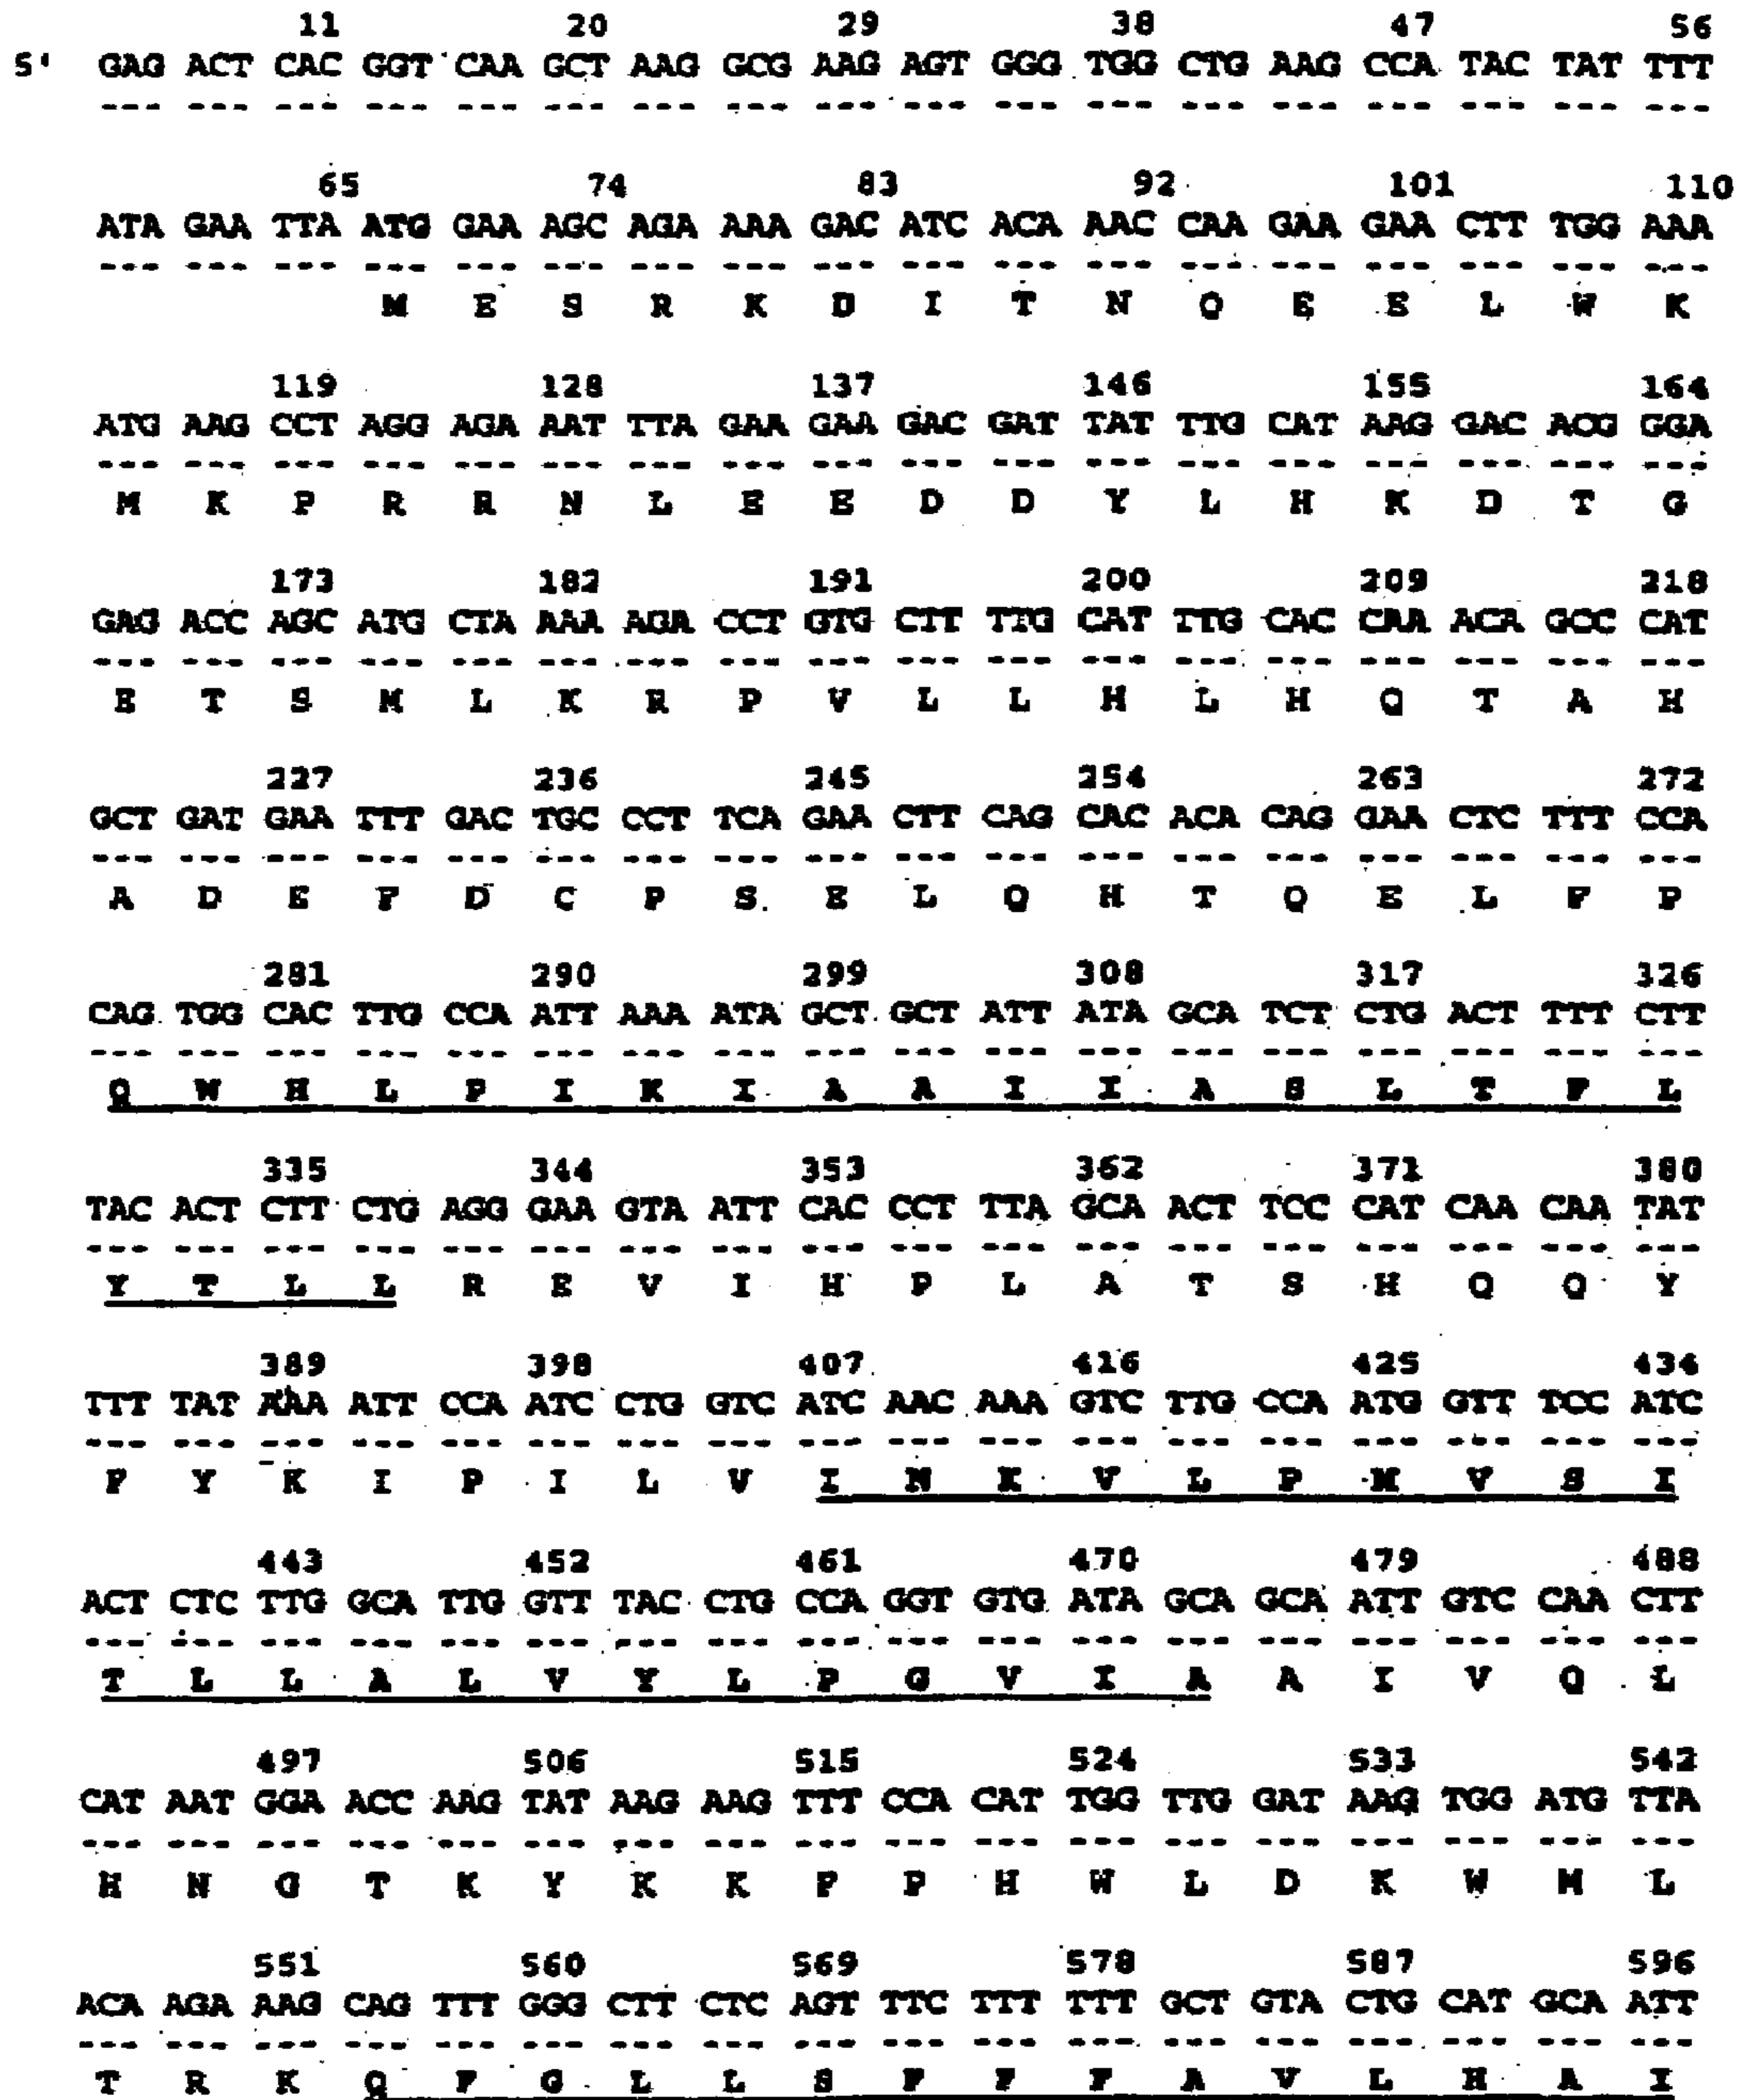 11 20 29 38 47 56
5' GAG ACT CAC GGT CAA GCT AAG GCG AAG AGT GGG TGG CTG AAG CCA TAC TAT TTT
--- --- --- --- --- --- --- --- --- --- --- --- --- --- --- --- --- ---
65 74 83 92 101 110
ATA GAA TTA ATG GAA AGC AGA AAA GAC ATC ACA AAC CAA GAA GAA CTT TGG AAA
--- --- --- --- --- --- --- --- --- --- --- --- --- --- --- --- --- ---
M E S R K D I T N Q E E L W K
119 128 137 146 155 164
ATG AAG CCT AGG AGA AAT TTA GAA GAA GAC GAT TAT TTG CAT AAG GAC ACG GGA
--- --- --- --- --- --- --- --- --- --- --- --- --- --- --- --- --- ---
M K P R R N L E E D D Y L H K D T G
173 182 191 200 209 218
GAG ACC AGC ATG CTA AAA AGA CCT GTG CTT TTG CAT TTG CAC CAA ACA GCC CAT
--- --- --- --- --- --- --- --- --- --- --- --- --- --- --- --- --- ---
E T S M L K R P V L L H L H Q T A H
227 236 245 254 263 272
GCT GAT GAA TTT GAC TGC CCT TCA GAA CTT CAG CAC ACA CAG GAA CTC TTT CCA
--- --- --- --- --- --- --- --- --- --- --- --- --- --- --- --- --- ---
A D E F D C P S E L Q H T Q E L F P
281 290 299 308 317 326
CAG TGG CAC TTG CCA ATT AAA ATA GCT GCT ATT ATA GCA TCT CTG ACT TTT CTT
--- --- --- --- --- --- --- --- --- --- --- --- --- --- --- --- --- ---
Q W H L P I K I A A I I A S L T F L
335 344 353 362 371 380
TAC ACT CTT CTG AGG GAA GTA ATT CAC CCT TTA GCA ACT TCC CAT CAA CAA TAT
--- --- --- --- --- --- --- --- --- --- --- --- --- --- --- --- --- ---
Y T L L R E V I H P L A T S H Q Q Y
389 398 407 416 425 434
TTT TAT AAA ATT CCA ATC CTG GTC ATC AAC AAA GTC TTG CCA ATG GTT TCC ATC
--- --- --- --- --- --- --- --- --- --- --- --- --- --- --- --- --- ---
F Y K I P I L V I N K V L P M V S I
443 452 461 470 479 488
ACT CTC TTG GCA TTG GTT TAC CTG CCA GGT GTG ATA GCA GCA ATT GTC CAA CTT
--- --- --- --- --- --- --- --- --- --- --- --- --- --- --- --- --- ---
T L L A L V Y L P G V I A A I V Q L
497 506 515 524 533 542
CAT AAT GGA ACC AAG TAT AAG AAG TTT CCA CAT TGG TTG GAT AAG TGG ATG TTA
--- --- --- --- --- --- --- --- --- --- --- --- --- --- --- --- --- ---
H N G T K Y K K F P H W L D K W M L
551 560 569 578 587 596
ACA AGA AAG CAG TTT GGG CTT CTC AGT TTC TTT TTT GCT GTA CTG CAT GCA ATT
--- --- --- --- --- --- --- --- --- --- --- --- --- --- --- --- --- ---
T R K Q F G L L S F F F A V L H A I